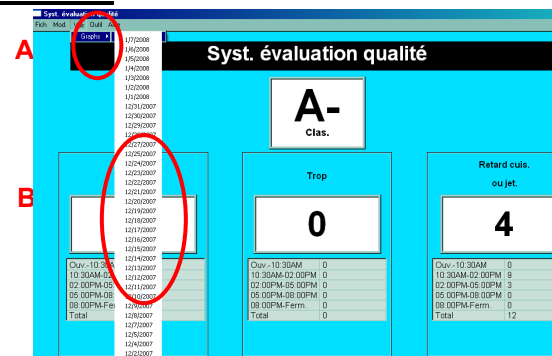 Syst. évaluation qualité
Fich Mod. Outil
Graphs
A
Syst. évaluation qualité
1/7/2008
1/6/2008
1/5/2008
1/4/2008
1/3/2008
1/2/2008
1/1/2008
12/31/2007
12/30/2007
12/29/2007
12/27/2007
12/25/2007
12/24/2007
12/23/2007
12/22/2007
12/21/2007
12/20/2007
12/19/2007
12/18/2007
12/17/2007
12/16/2007
12/15/2007
12/14/2007
12/13/2007
12/12/2007
12/11/2007
12/10/2007
12/9/2007
12/8/2007
12/7/2007
12/5/2007
12/4/2007
12/2/2007
A-
Clas.
B
Ouv.-10:30A
10:30AM-02
02:00PM-05
05:00PM-08
08:00PM-Fe
Total
Trop
0
Ouv.-10:30AM 0
10:30AM-02:00PM 0
02:00PM-05:00PM 0
05:00PM-08:00PM 0
08:00PM-Ferm. 0
Total 0
Retard cuis.
ou jet.
4
Ouv.-10:30AM 0
10:30AM-02:00PM 9
02:00PM-05:00PM 3
05:00PM-08:00PM 0
08:00PM-Ferm. 0
Total 12